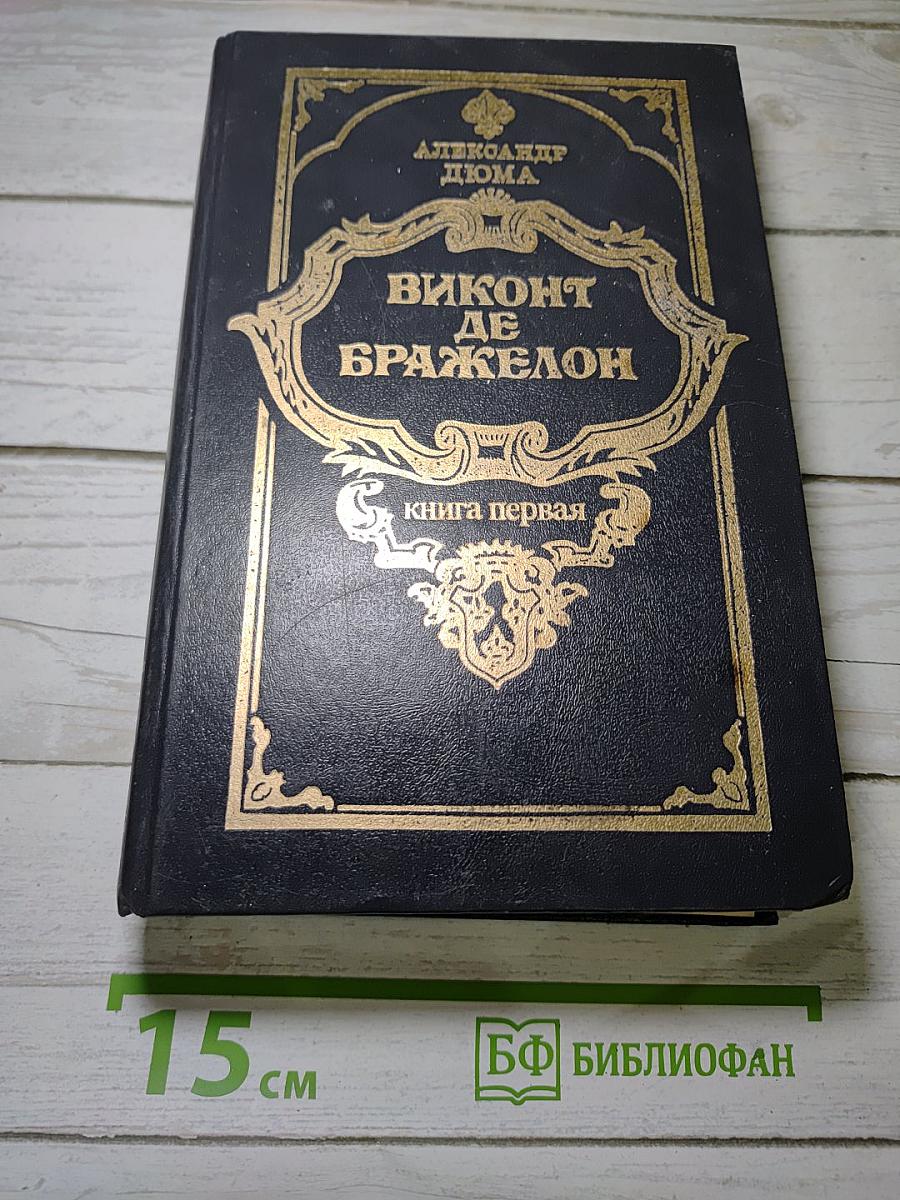 АЛЕКСАНДР
ДЮМА
ВИКОНТ
ДЕ
БРАЖЕЛОН
книга первая
15 см
БФ БИБЛИОФАН